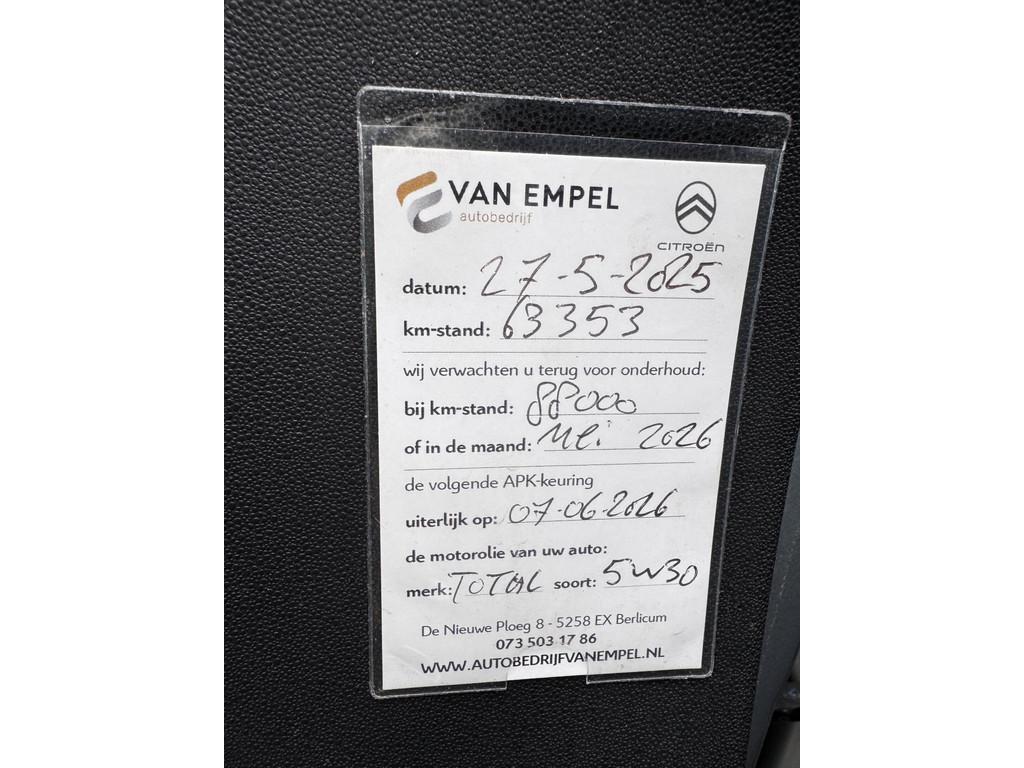 VAN EMPEL
autobedrijf
CITROËN
datum: 27-5-2025
km-stand: 63353
wij verwachten u terug voor onderhoud:
bij km-stand: 88000
of in de maand: Mei 2026
de volgende APK-keuring
uiterlijk op: 07-06-2026
de motorolie van uw auto:
merk: TOTAL soort: 5w30
De Nieuwe Ploeg 8 - 5258 EX Berlicum
073 503 17 86
WWW.AUTOBEDRIJFVANEMPEL.NL